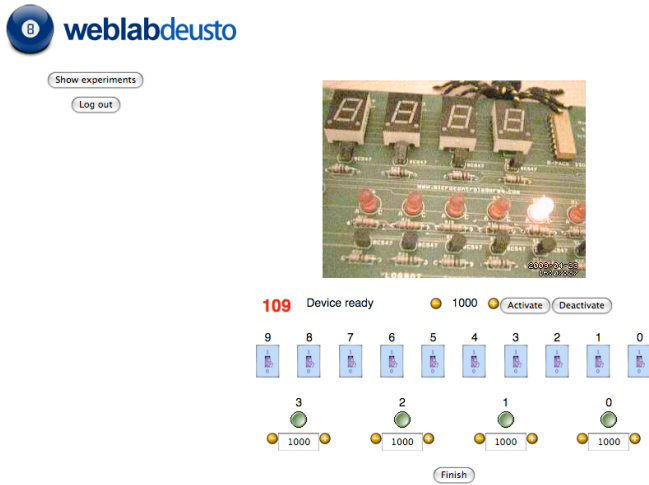 8
weblabdeusto
Show experiments
Log out
www.microcontroladores.com
109 Device ready 1000 Activate Deactivate
9 8 7 6 5 4 3 2 1 0
3 2 1 0
1000 1000 1000 1000
Finish